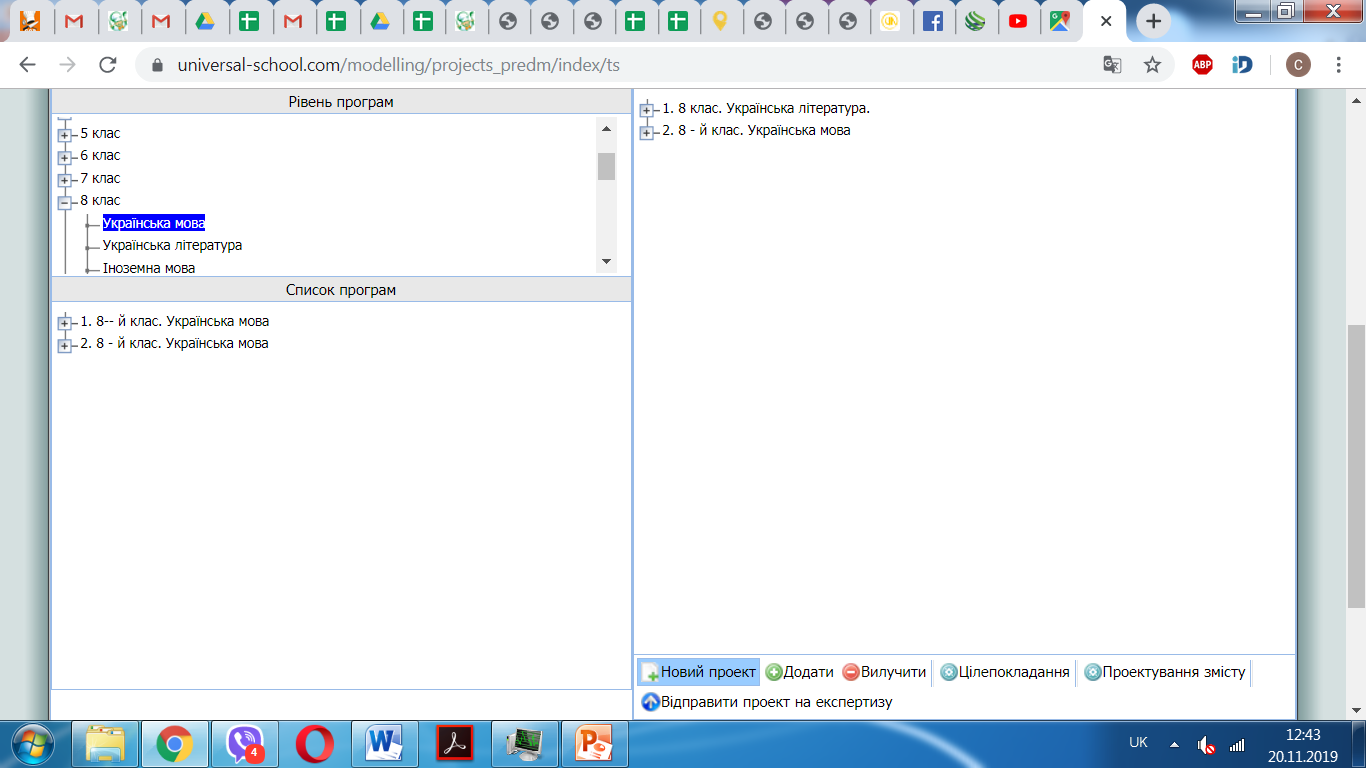 universal-school.com/modelling/projects_predm/index/ts
ABP
C
Рівень програм
5 клас
6 клас
7 клас
8 клас
Українська мова
Українська література
Іноземна мова
Список програм
1. 8-- й клас. Українська мова
2. 8 - й клас. Українська мова
1. 8 клас. Українська література.
2. 8 - й клас. Українська мова
Новий проект Додати Вилучити Цілепокладання Проектування змісту
Відправити проект на експертизу
4
UK
12:43
20.11.2019